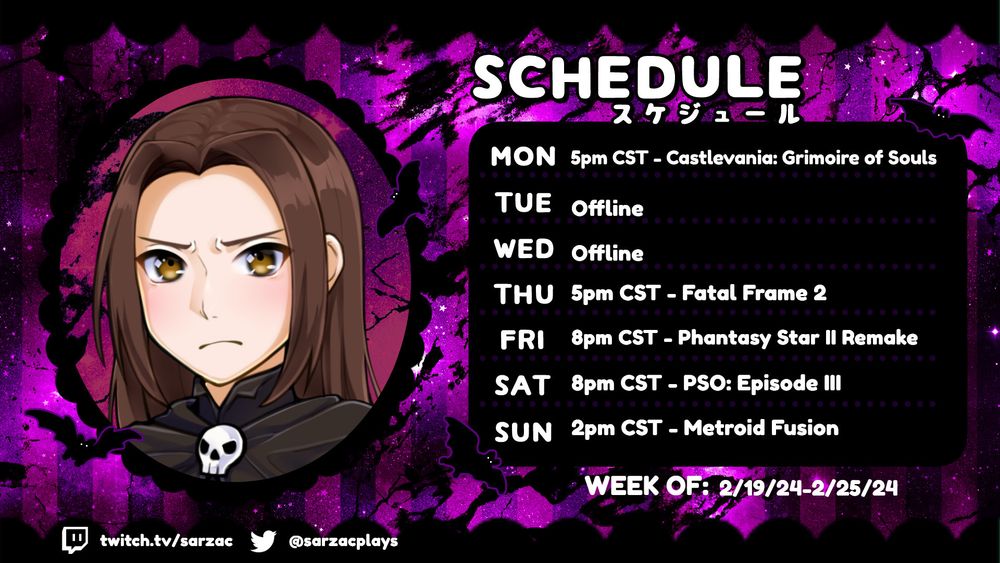 SCHEDULE
スケジュール
MON 5pm CST - Castlevania: Grimoire of Souls
TUE Offline
WED Offline
THU 5pm CST - Fatal Frame 2
FRI 8pm CST - Phantasy Star II Remake
SAT 8pm CST - PSO: Episode III
SUN 2pm CST - Metroid Fusion
WEEK OF: 2/19/24-2/25/24
twitch.tv/sarzac @sarzacplays